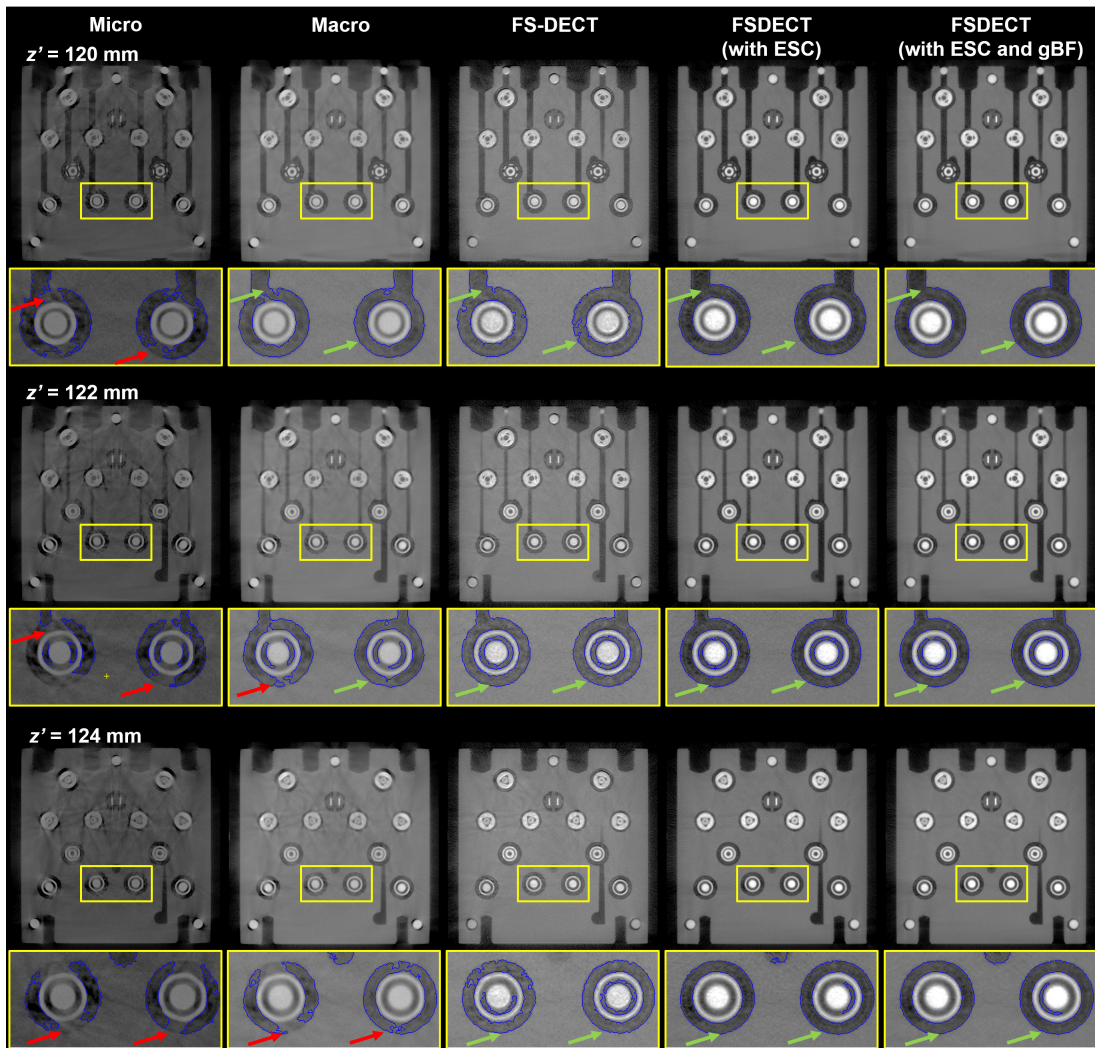 Micro
Macro
FS-DECT
FSDECT
(with ESC)
FSDECT
(with ESC and gBF)
z' = 120 mm
z' = 122 mm
z' = 124 mm